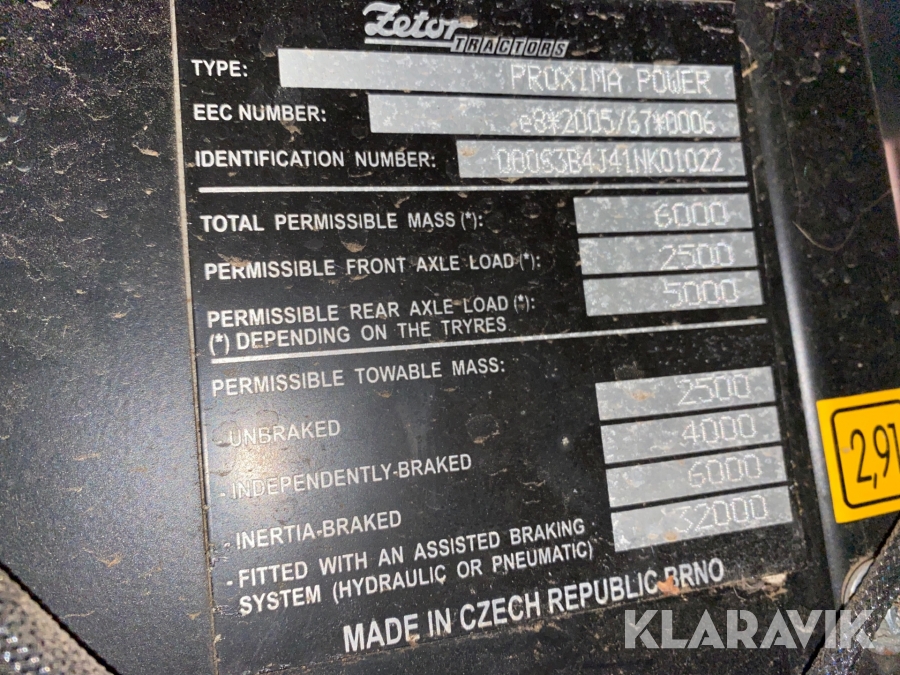 Zetor
TRACTORS
TYPE: PROXIMA POWER
EEC NUMBER: e8*2005/67*0006
IDENTIFICATION NUMBER: 000S3B4J41NK01022
TOTAL PERMISSIBLE MASS (*): 6000
PERMISSIBLE FRONT AXLE LOAD (*): 2500
PERMISSIBLE REAR AXLE LOAD (*): 5000
(*) DEPENDING ON THE TRYRES
PERMISSIBLE TOWABLE MASS:
- UNBRAKED 2500
- INDEPENDENTLY-BRAKED 4000
- INERTIA-BRAKED 6000
- FITTED WITH AN ASSISTED BRAKING 32000
SYSTEM (HYDRAULIC OR PNEUMATIC)
MADE IN CZECH REPUBLIC BRNO
2,91
KLARAVIK